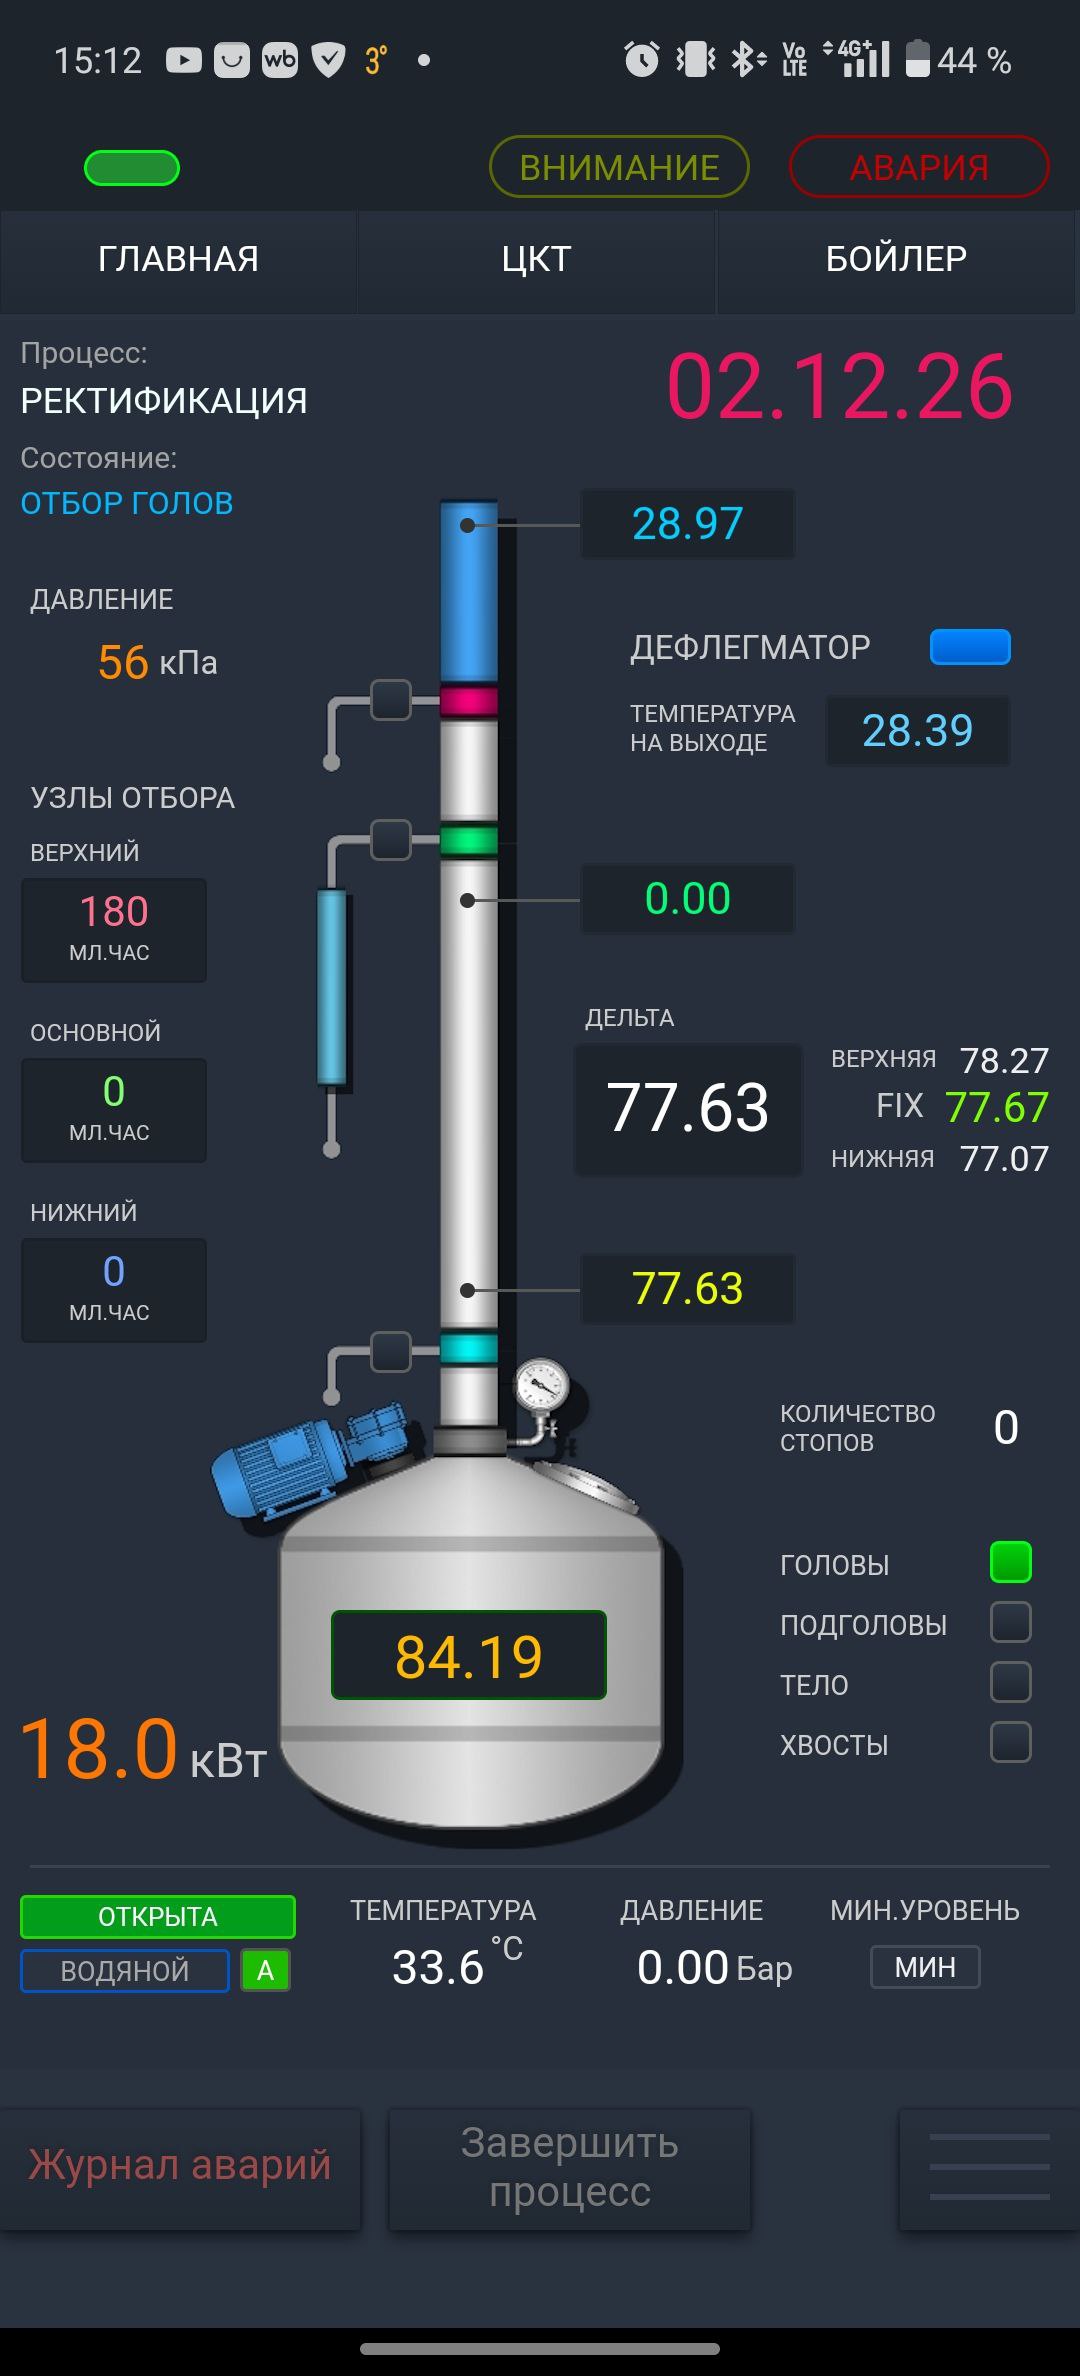 15:12
wb
3°
Vo LTE
4G+
44 %
ВНИМАНИЕ
АВАРИЯ
ГЛАВНАЯ
ЦКТ
БОЙЛЕР
Процесс:
РЕКТИФИКАЦИЯ
02.12.26
Состояние:
ОТБОР ГОЛОВ
28.97
ДАВЛЕНИЕ
56 кПа
ДЕФЛЕГМАТОР
ТЕМПЕРАТУРА
НА ВЫХОДЕ
28.39
УЗЛЫ ОТБОРА
ВЕРХНИЙ
180
МЛ.ЧАС
0.00
ОСНОВНОЙ
0
МЛ.ЧАС
ДЕЛЬТА
77.63
ВЕРХНЯЯ 78.27
FIX 77.67
НИЖНЯЯ 77.07
НИЖНИЙ
0
МЛ.ЧАС
77.63
КОЛИЧЕСТВО
СТОПОВ
0
ГОЛОВЫ
ПОДГОЛОВЫ
ТЕЛО
ХВОСТЫ
84.19
18.0 кВт
ОТКРЫТА
ВОДЯНОЙ
А
ТЕМПЕРАТУРА
33.6 °C
ДАВЛЕНИЕ
0.00 Бар
МИН.УРОВЕНЬ
МИН
Журнал аварий
Завершить
процесс